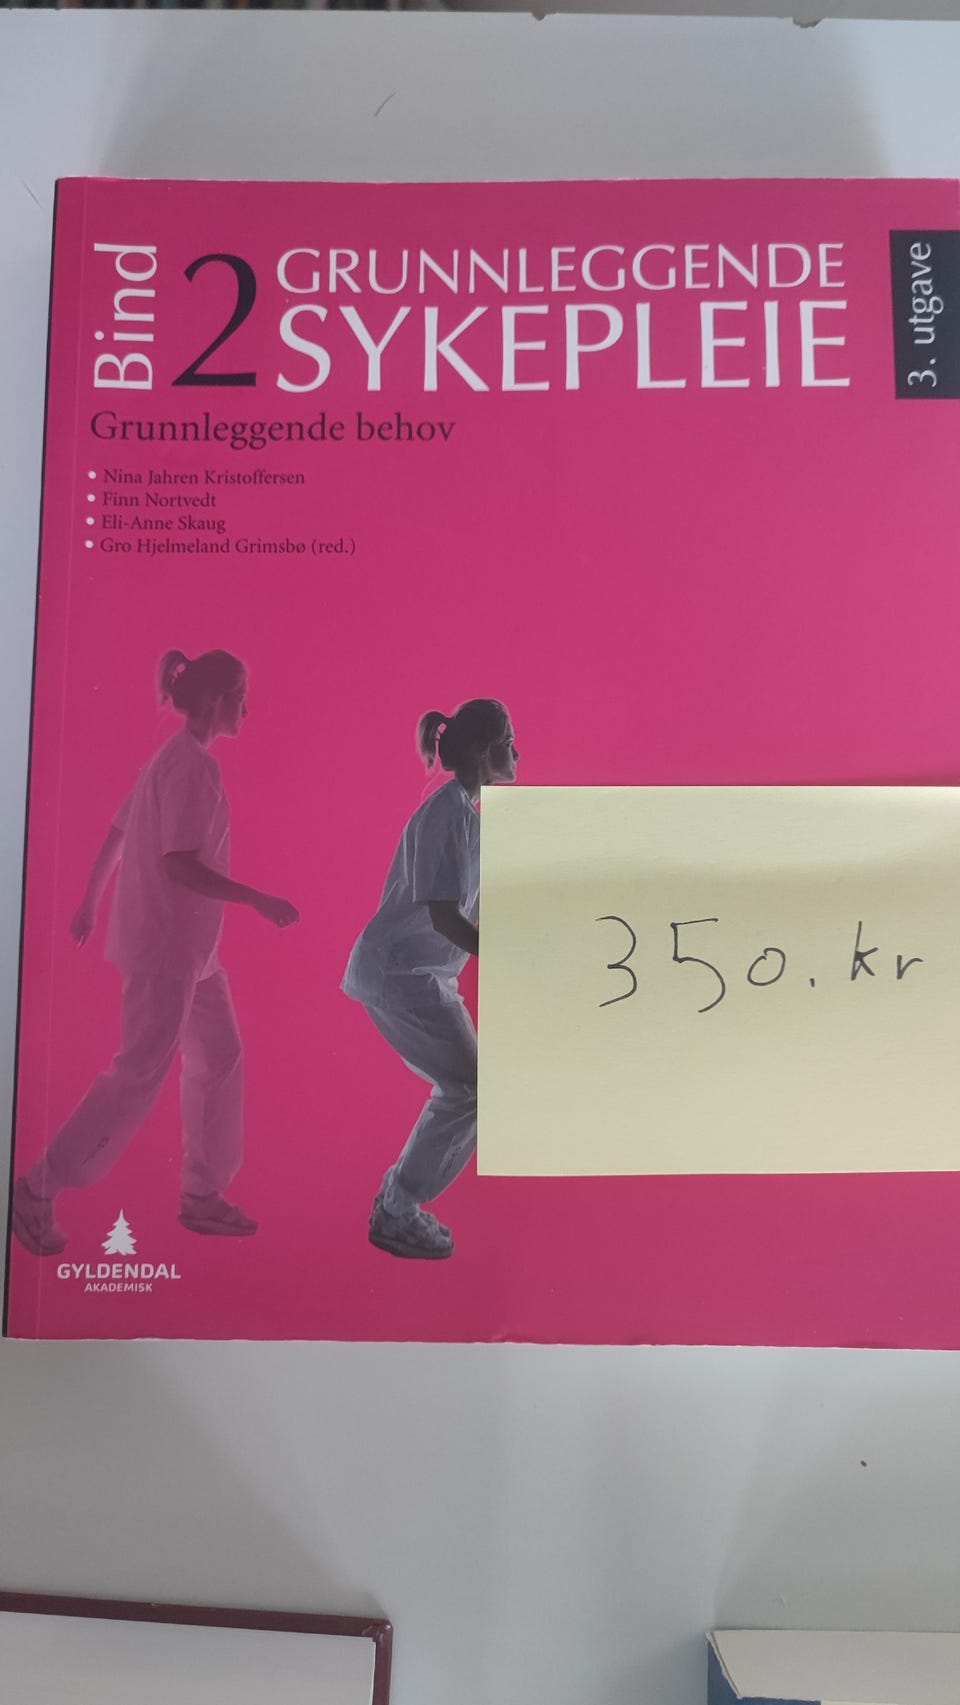 Bind 2 GRUNNLEGGENDE
SYKEPLEIE
3. utgave
Grunnleggende behov
• Nina Jahren Kristoffersen
• Finn Nortvedt
• Eli-Anne Skaug
• Gro Hjelmeland Grimsbø (red.)
350.kr
GYLDENDAL
AKADEMISK